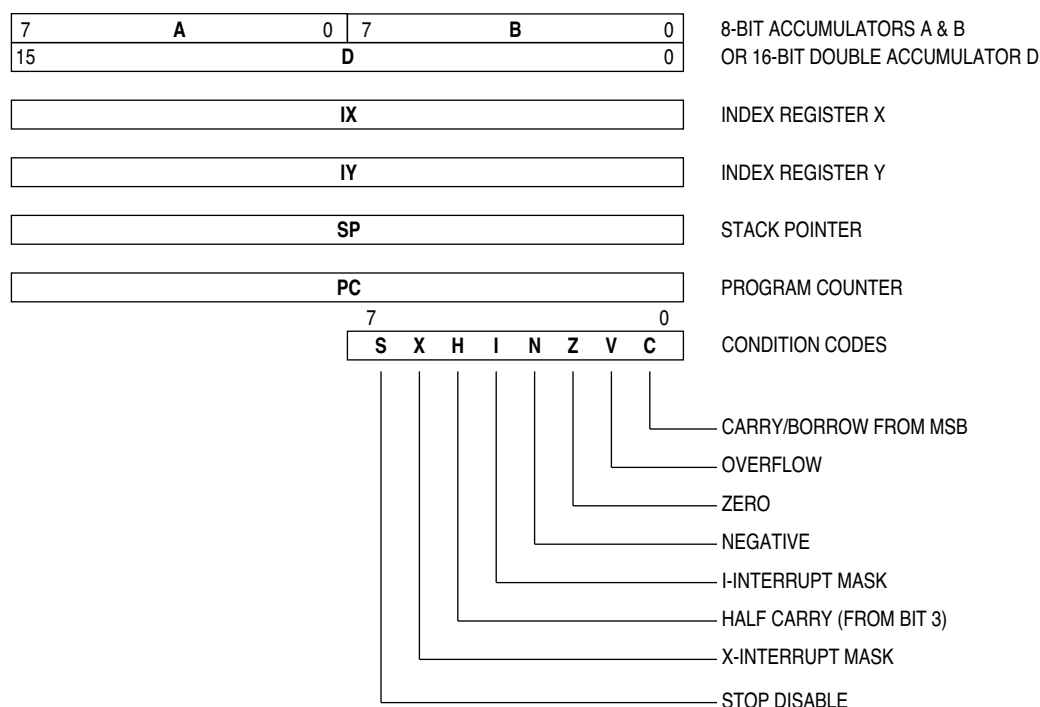 7 A 0 7 B 0 8-BIT ACCUMULATORS A & B
15 D 0 OR 16-BIT DOUBLE ACCUMULATOR D
IX INDEX REGISTER X
IY INDEX REGISTER Y
SP STACK POINTER
PC PROGRAM COUNTER
7 0
S X H I N Z V C CONDITION CODES
CARRY/BORROW FROM MSB
OVERFLOW
ZERO
NEGATIVE
I-INTERRUPT MASK
HALF CARRY (FROM BIT 3)
X-INTERRUPT MASK
STOP DISABLE